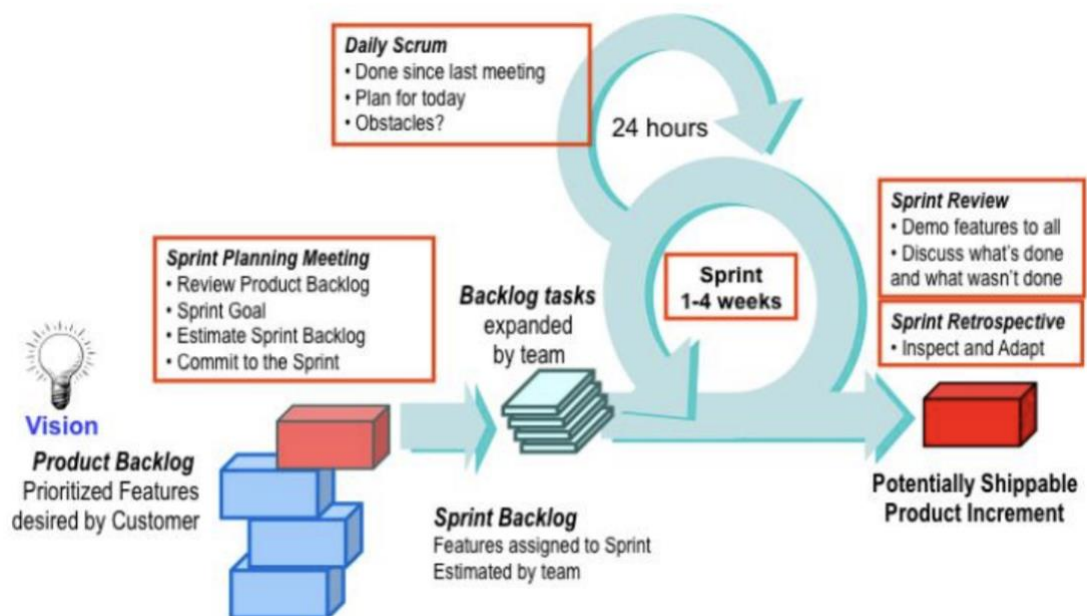 Daily Scrum
• Done since last meeting
• Plan for today
• Obstacles?
24 hours
Sprint Review
• Demo features to all
• Discuss what's done
and what wasn't done
Sprint Retrospective
• Inspect and Adapt
Sprint Planning Meeting
• Review Product Backlog
• Sprint Goal
• Estimate Sprint Backlog
• Commit to the Sprint
Backlog tasks
expanded
by team
Sprint
1-4 weeks
Vision
Product Backlog
Prioritized Features
desired by Customer
Sprint Backlog
Features assigned to Sprint
Estimated by team
Potentially Shippable
Product Increment